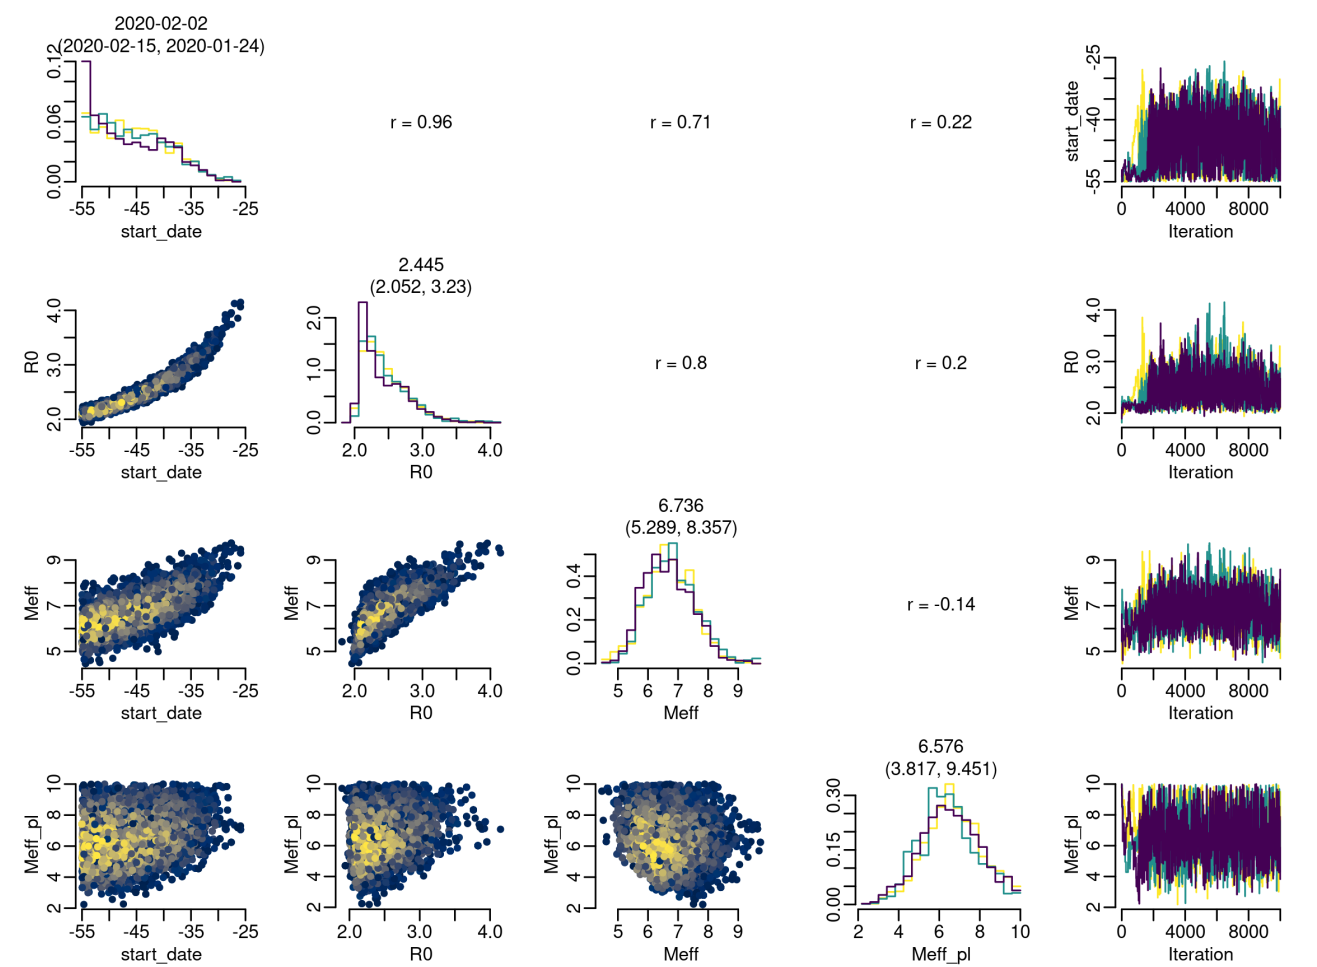 2020-02-02
(2020-02-15, 2020-01-24)
0.00 0.06 0.12
-55 -45 -35 -25
start_date
r = 0.96
r = 0.71
r = 0.22
start_date
-55 -40 -25
0 4000 8000
Iteration
R0
2.0 3.0 4.0
-55 -45 -35 -25
start_date
2.445
(2.052, 3.23)
0.0 1.0 2.0
2.0 3.0 4.0
R0
r = 0.8
r = 0.2
R0
2.0 3.0 4.0
0 4000 8000
Iteration
Meff
5 7 9
-55 -45 -35 -25
start_date
Meff
5 7 9
2.0 3.0 4.0
R0
6.736
(5.289, 8.357)
0.0 0.2 0.4
5 6 7 8 9
Meff
r = -0.14
Meff
5 7 9
0 4000 8000
Iteration
Meff_pl
2 4 6 8 10
-55 -45 -35 -25
start_date
Meff_pl
2 4 6 8 10
2.0 3.0 4.0
R0
Meff_pl
2 4 6 8 10
5 6 7 8 9
Meff
6.576
(3.817, 9.451)
0.00 0.15 0.30
2 4 6 8 10
Meff_pl
Meff_pl
2 4 6 8 10
0 4000 8000
Iteration